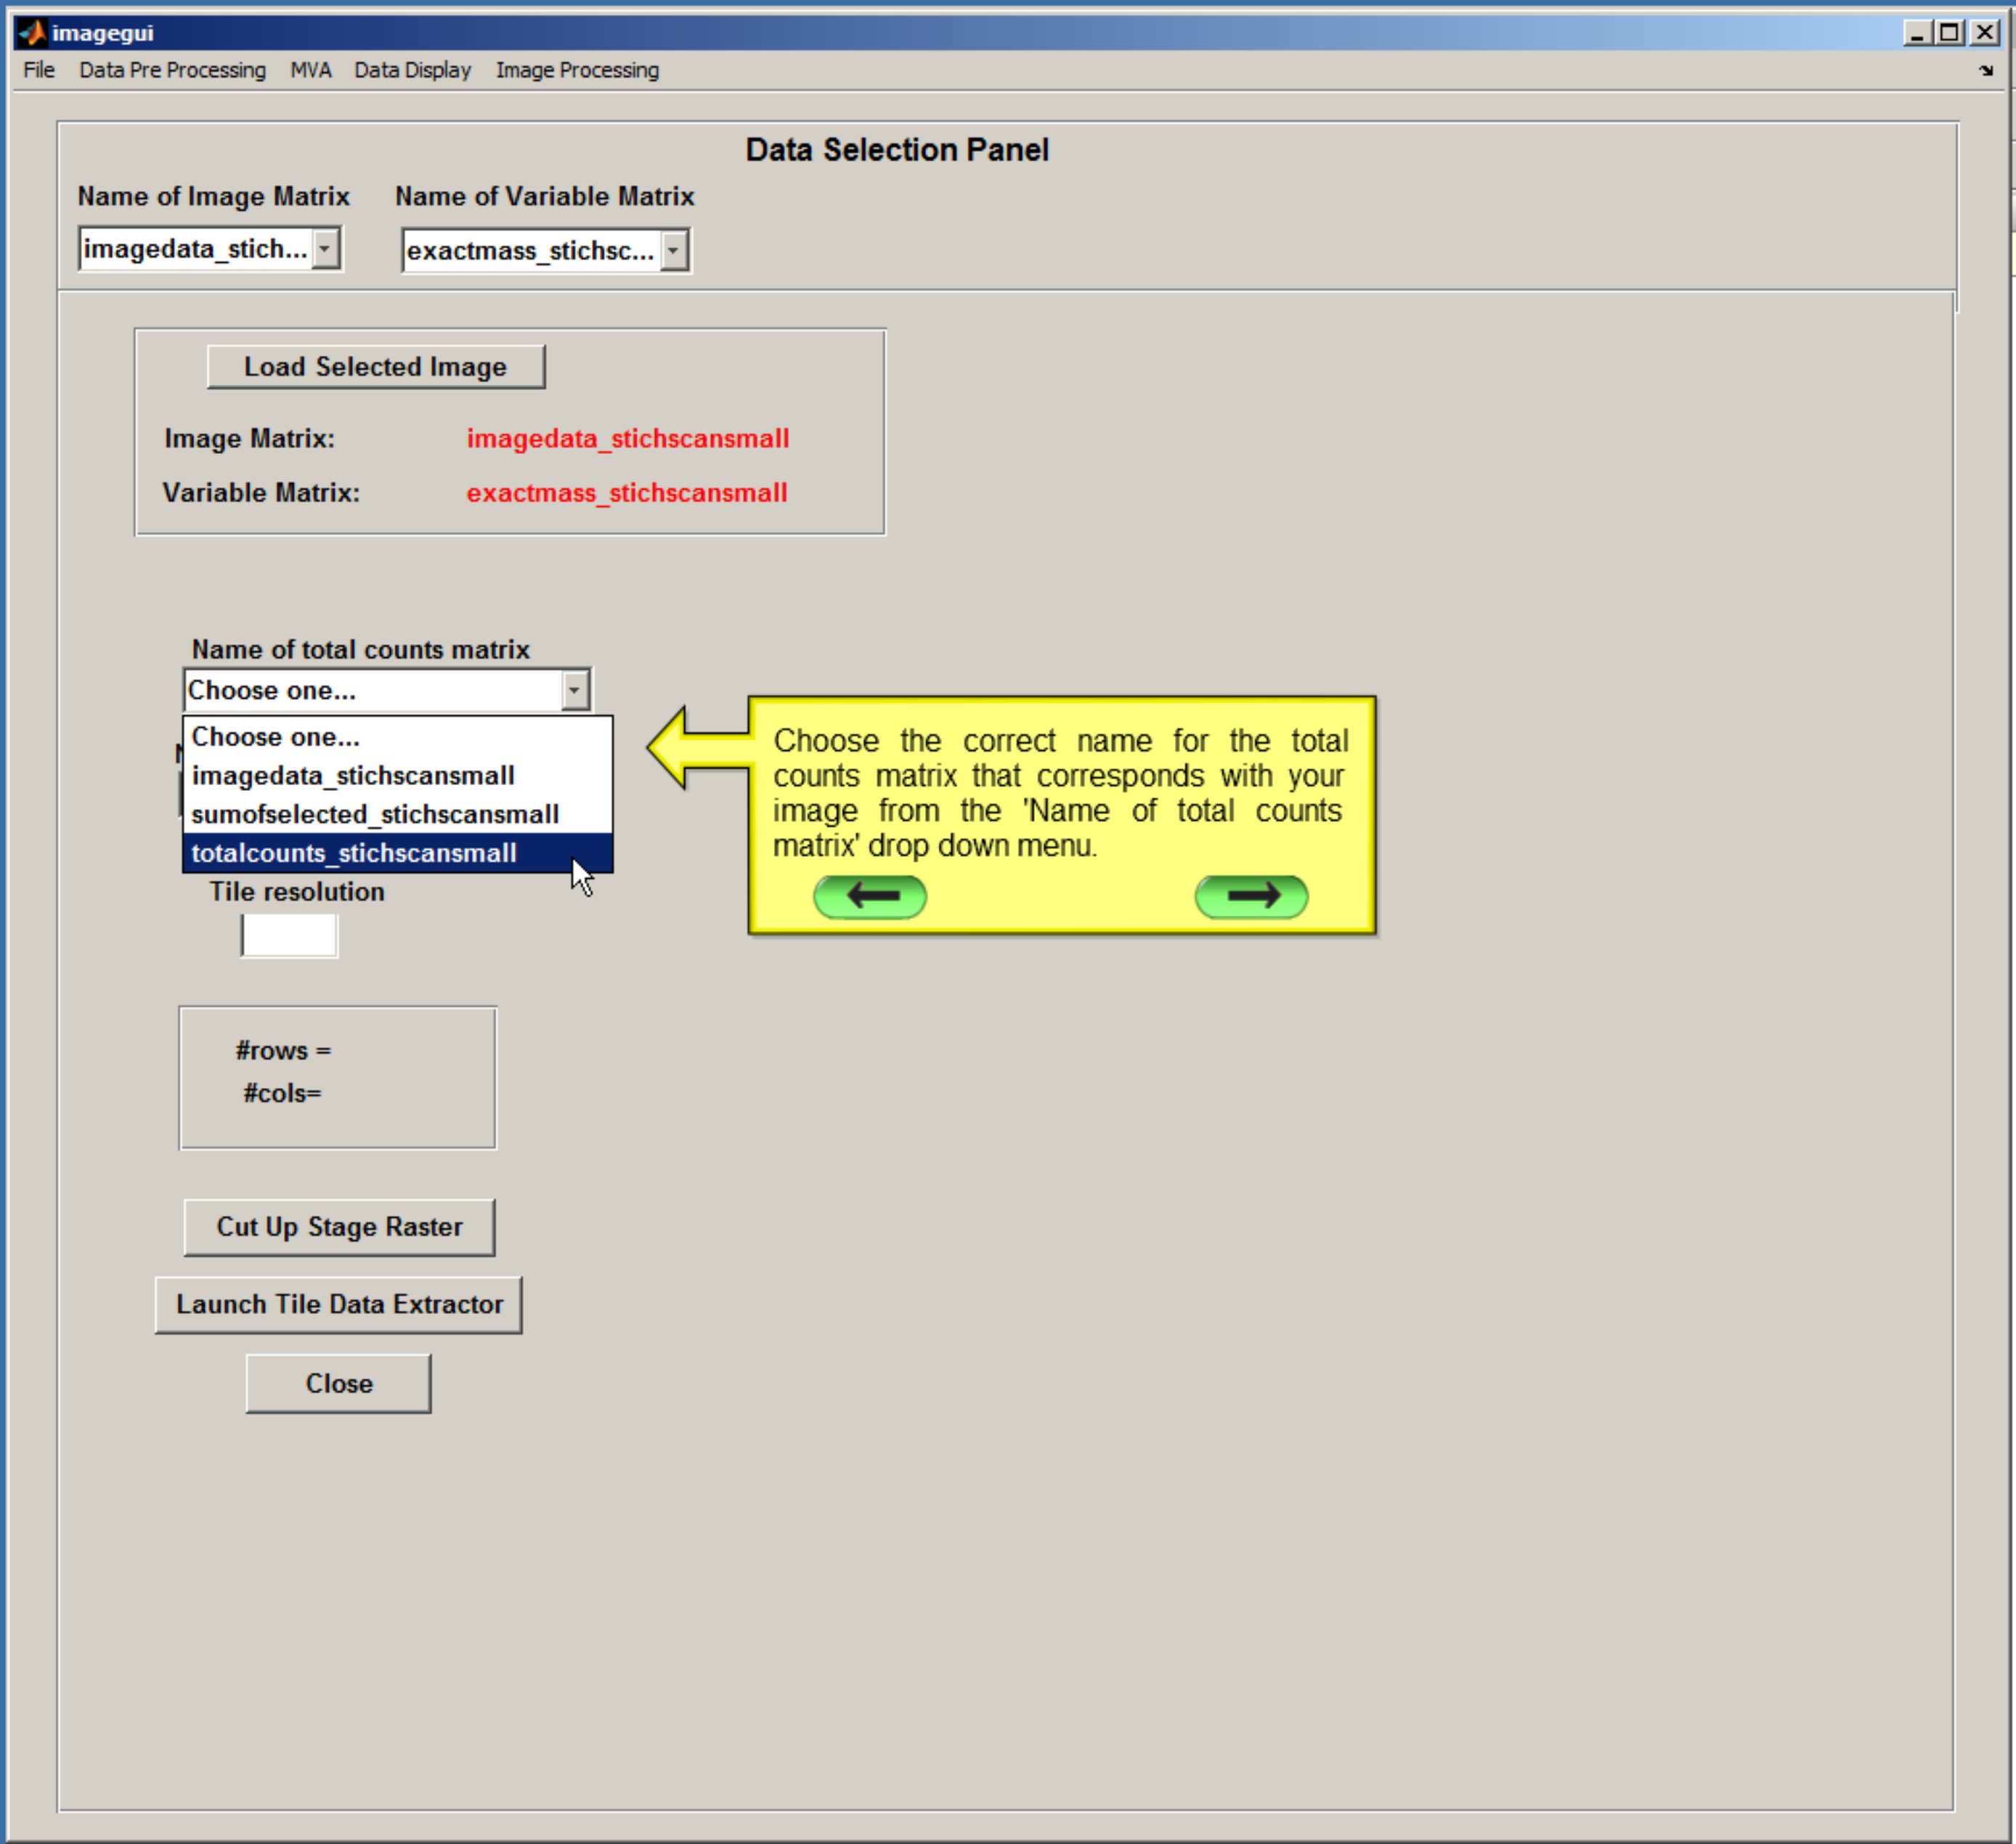 imagegui
File Data Pre Processing MVA Data Display Image Processing
Data Selection Panel
Name of Image Matrix Name of Variable Matrix
imagedata_stich... exactmass_stichsc...
Load Selected Image
Image Matrix: imagedata_stichscansmall
Variable Matrix: exactmass_stichscansmall
Name of total counts matrix
Choose one...
Choose one...
imagedata_stichscansmall
sumofselected_stichscansmall
totalcounts_stichscansmall
Choose the correct name for the total
counts matrix that corresponds with your
image from the 'Name of total counts
matrix' drop down menu.
Tile resolution
#rows =
#cols=
Cut Up Stage Raster
Launch Tile Data Extractor
Close